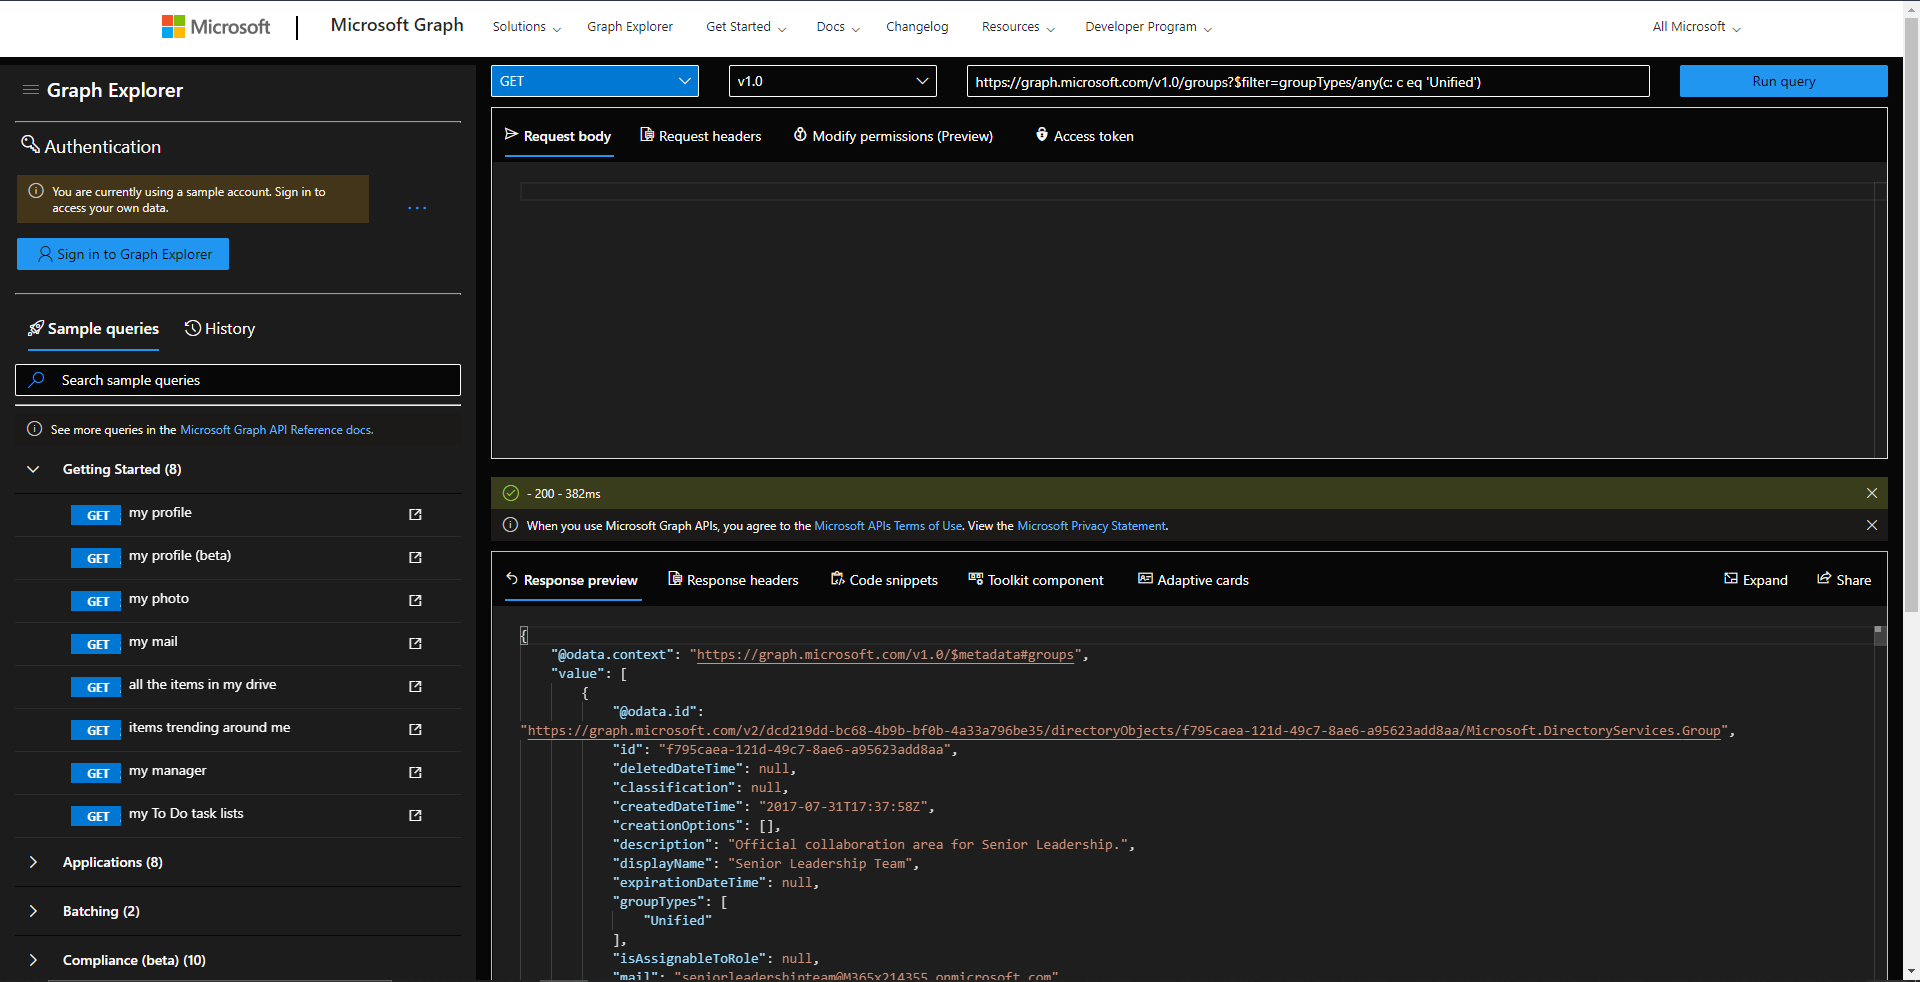 Microsoft
Microsoft Graph
Solutions
Graph Explorer
Get Started
Docs
Changelog
Resources
Developer Program
All Microsoft
Graph Explorer
Authentication
You are currently using a sample account. Sign in to
access your own data.
...
Sign in to Graph Explorer
Sample queries
History
Search sample queries
See more queries in the Microsoft Graph API Reference docs.
Getting Started (8)
GET my profile
GET my profile (beta)
GET my photo
GET my mail
GET all the items in my drive
GET items trending around me
GET my manager
GET my To Do task lists
Applications (8)
Batching (2)
Compliance (beta) (10)
GET
v1.0
https://graph.microsoft.com/v1.0/groups?$filter=groupTypes/any(c: c eq 'Unified')
Run query
Request body
Request headers
Modify permissions (Preview)
Access token
- 200 - 382ms
When you use Microsoft Graph APIs, you agree to the Microsoft APIs Terms of Use. View the Microsoft Privacy Statement.
Response preview
Response headers
Code snippets
Toolkit component
Adaptive cards
Expand
Share
{
"@odata.context": "https://graph.microsoft.com/v1.0/$metadata#groups",
"value": [
{
"@odata.id":
"https://graph.microsoft.com/v2/dcd219dd-bc68-4b9b-bf0b-4a33a796be35/directoryObjects/f795caea-121d-49c7-8ae6-a95623add8aa/Microsoft.DirectoryServices.Group",
"id": "f795caea-121d-49c7-8ae6-a95623add8aa",
"deletedDateTime": null,
"classification": null,
"createdDateTime": "2017-07-31T17:37:58Z",
"creationOptions": [],
"description": "Official collaboration area for Senior Leadership.",
"displayName": "Senior Leadership Team",
"expirationDateTime": null,
"groupTypes": [
"Unified"
],
"isAssignableToRole": null,
"mail": "seniorleadershipteam@M365x214355.onmicrosoft.com"